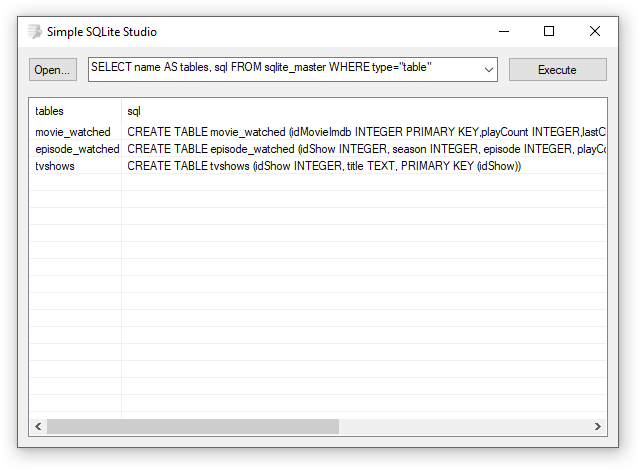 Simple SQLite Studio
Open... SELECT name AS tables, sql FROM sqlite_master WHERE type="table" Execute
tables sql
movie_watched CREATE TABLE movie_watched (idMovieImdb INTEGER PRIMARY KEY,playCount INTEGER,lastC
episode_watched CREATE TABLE episode_watched (idShow INTEGER, season INTEGER, episode INTEGER, playCo
tvshows CREATE TABLE tvshows (idShow INTEGER, title TEXT, PRIMARY KEY (idShow))